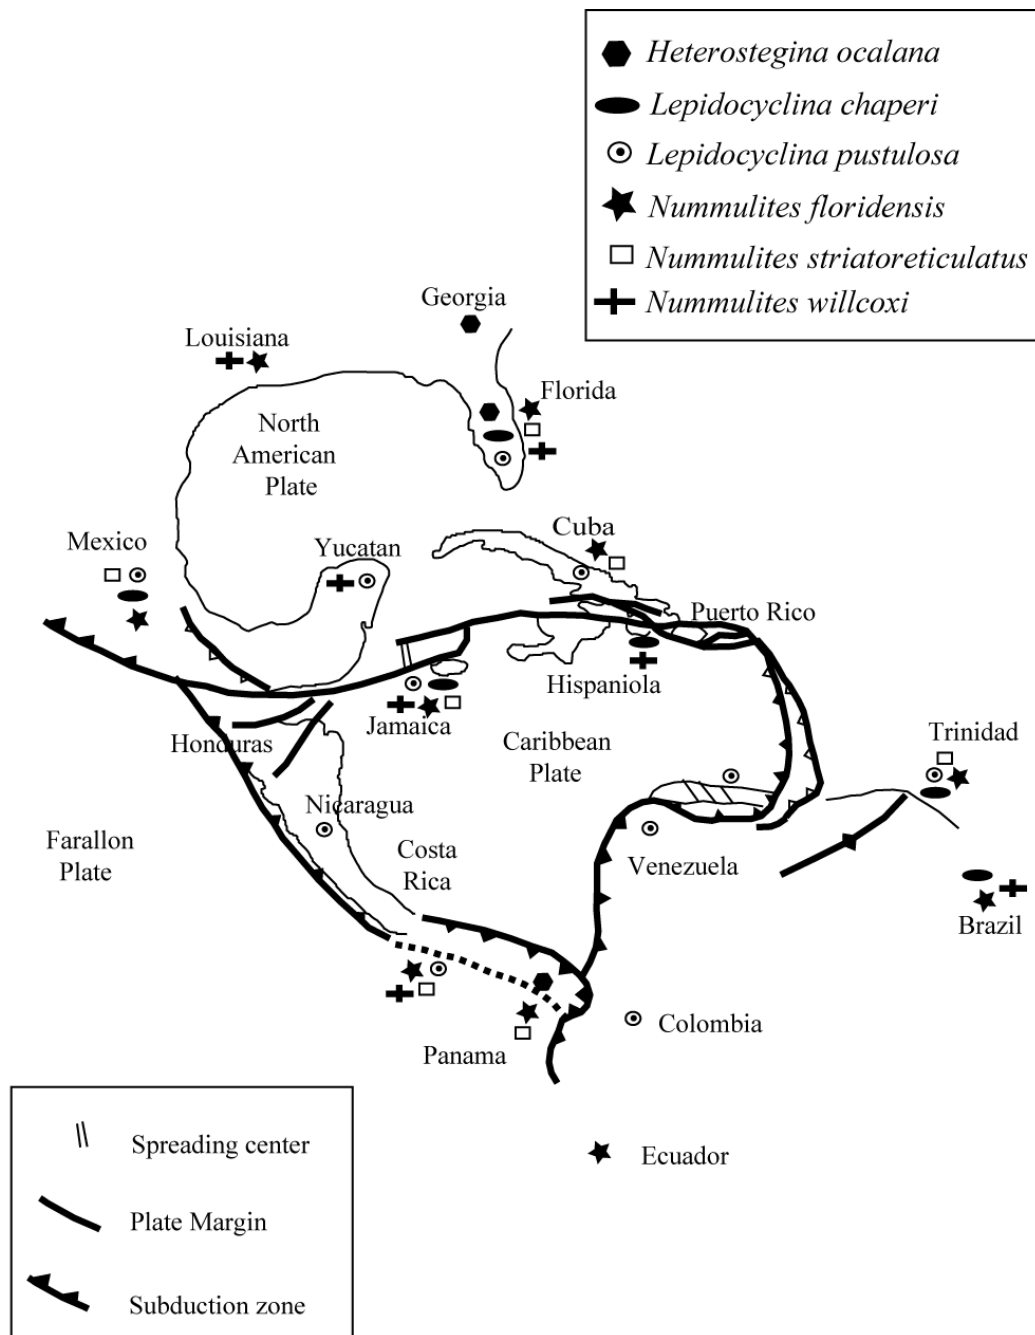 Heterostegina ocalana
Lepidocyclina chaperi
Lepidocyclina pustulosa
Nummulites floridensis
Nummulites striatoreticulatus
Nummulites willcoxi
Georgia
Louisiana
Florida
North
American
Plate
Mexico
Yucatan
Cuba
Puerto Rico
Hispaniola
Jamaica
Honduras
Caribbean
Plate
Trinidad
Nicaragua
Farallon
Plate
Costa
Rica
Venezuela
Brazil
Colombia
Panama
Ecuador
Spreading center
Plate Margin
Subduction zone